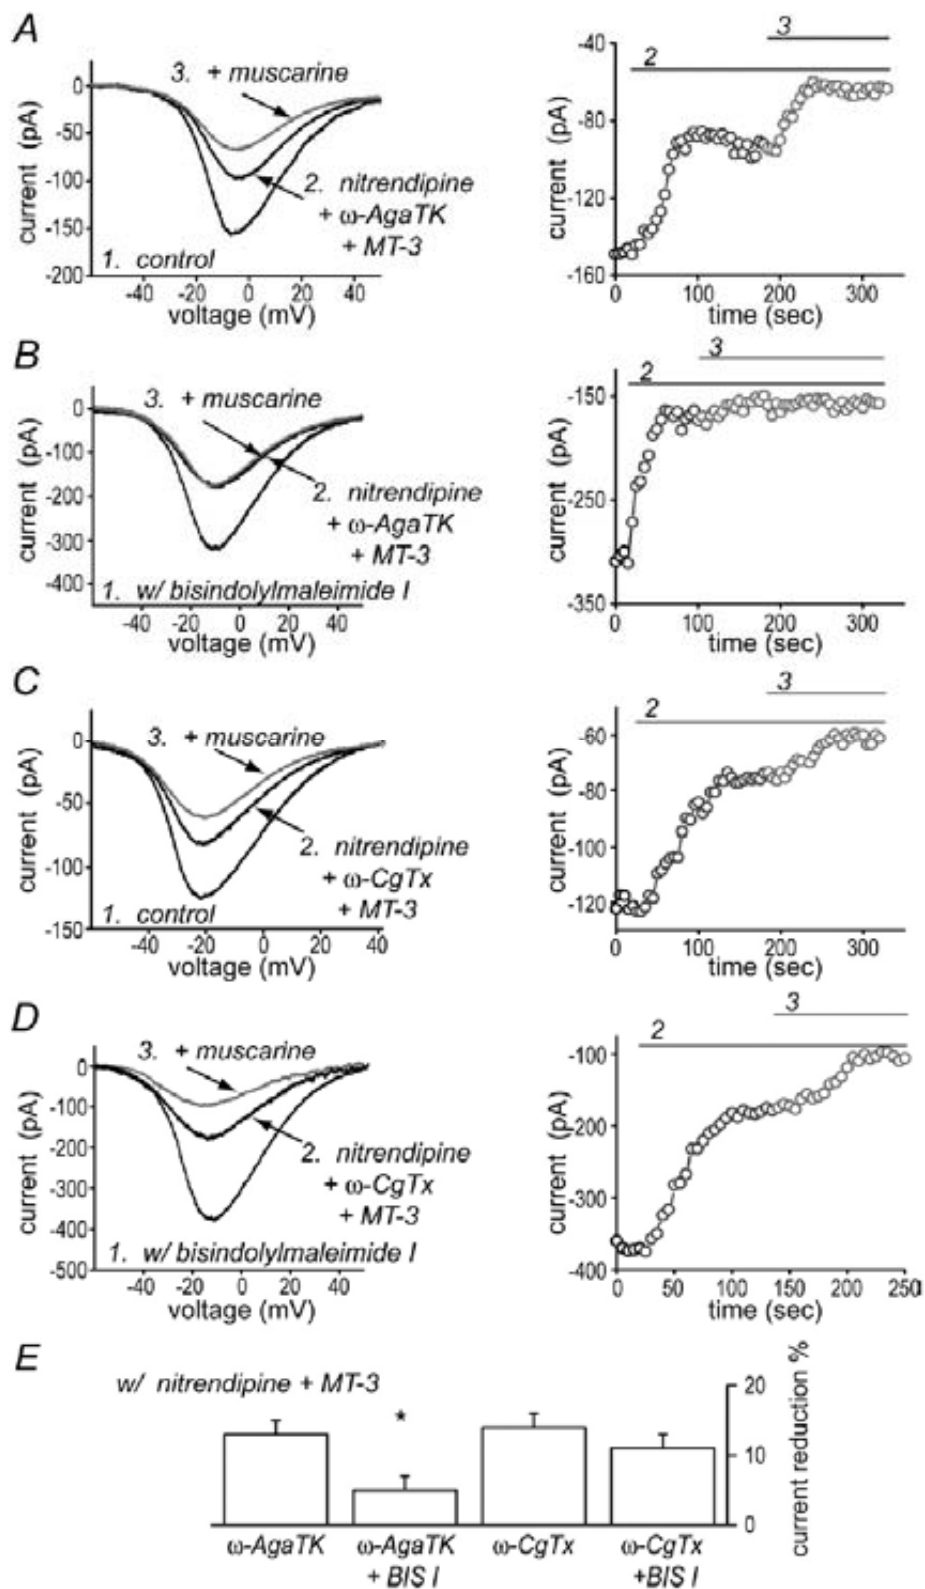 A
3. + muscarine
2. nitrendipine
+ ω-AgaTK
+ MT-3
1. control
current (pA)
0
-50
-100
-150
-200
-40 -20 0 20 40
voltage (mV)
3
2
current (pA)
-40
-80
-120
-160
0 100 200 300
time (sec)
B
3. + muscarine
2. nitrendipine
+ ω-AgaTK
+ MT-3
1. w/ bisindolylmaleimide I
current (pA)
0
-100
-200
-300
-400
-40 -20 0 20 40
voltage (mV)
3
2
current (pA)
-150
-250
-350
0 100 200 300
time (sec)
C
3. + muscarine
2. nitrendipine
+ ω-CgTx
+ MT-3
1. control
current (pA)
0
-50
-100
-150
-40 -20 0 20 40
voltage (mV)
3
2
current (pA)
-60
-80
-100
-120
0 100 200 300
time (sec)
D
3. + muscarine
2. nitrendipine
+ ω-CgTx
+ MT-3
1. w/ bisindolylmaleimide I
current (pA)
0
-100
-200
-300
-400
-500
-40 -20 0 20 40
voltage (mV)
3
2
current (pA)
-100
-200
-300
-400
0 50 100 150 200 250
time (sec)
E
w/ nitrendipine + MT-3
*
20
10
0
current reduction %
ω-AgaTK ω-AgaTK ω-CgTx ω-CgTx
+ BIS I +BIS I